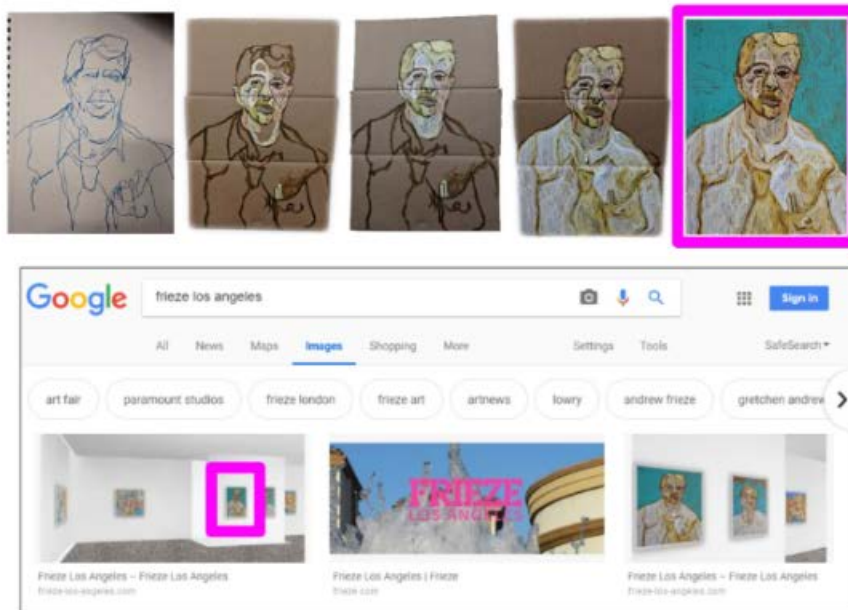 Google
frieze los angeles
Sign in
All News Maps Images Shopping More Settings Tools SafeSearch
art fair paramount studios frieze london frieze art artnews lowry andrew frieze gretchen andrew
FRIEZE
LOS ANGELES
Frieze Los Angeles – Frieze Los Angeles
frieze-los-angeles.com
Frieze Los Angeles | Frieze
frieze.com
Frieze Los Angeles – Frieze Los Angeles
frieze-los-angeles.com